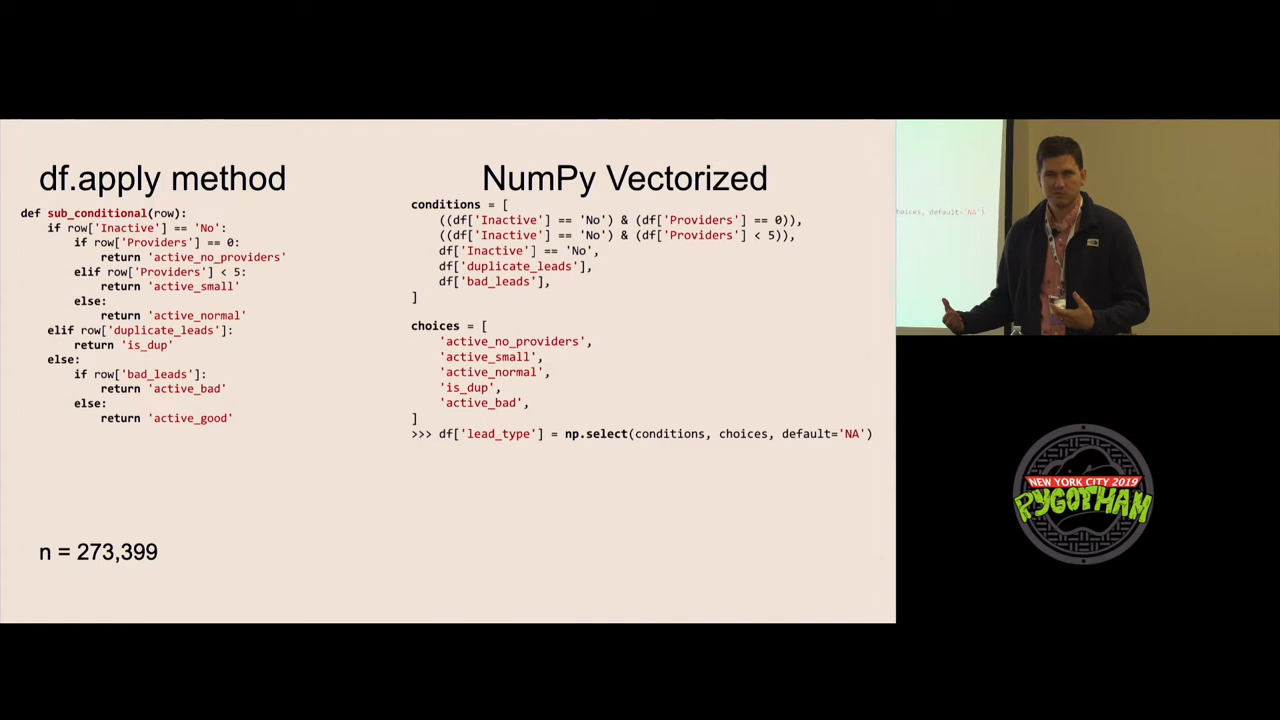 df.apply method
def sub_conditional(row):
    if row['Inactive'] == 'No':
        if row['Providers'] == 0:
            return 'active_no_providers'
        elif row['Providers'] < 5:
            return 'active_small'
        else:
            return 'active_normal'
    elif row['duplicate_leads']:
        return 'is_dup'
    else:
        if row['bad_leads']:
            return 'active_bad'
        else:
            return 'active_good'
n = 273,399
NumPy Vectorized
conditions = [
    ((df['Inactive'] == 'No') & (df['Providers'] == 0)),
    ((df['Inactive'] == 'No') & (df['Providers'] < 5)),
    df['Inactive'] == 'No',
    df['duplicate_leads'],
    df['bad_leads'],
]
choices = [
    'active_no_providers',
    'active_small',
    'active_normal',
    'is_dup',
    'active_bad',
]
>>> df['lead_type'] = np.select(conditions, choices, default='NA')
hoices, default='NA')
NEW YORK CITY 2019
PYGOTHAM